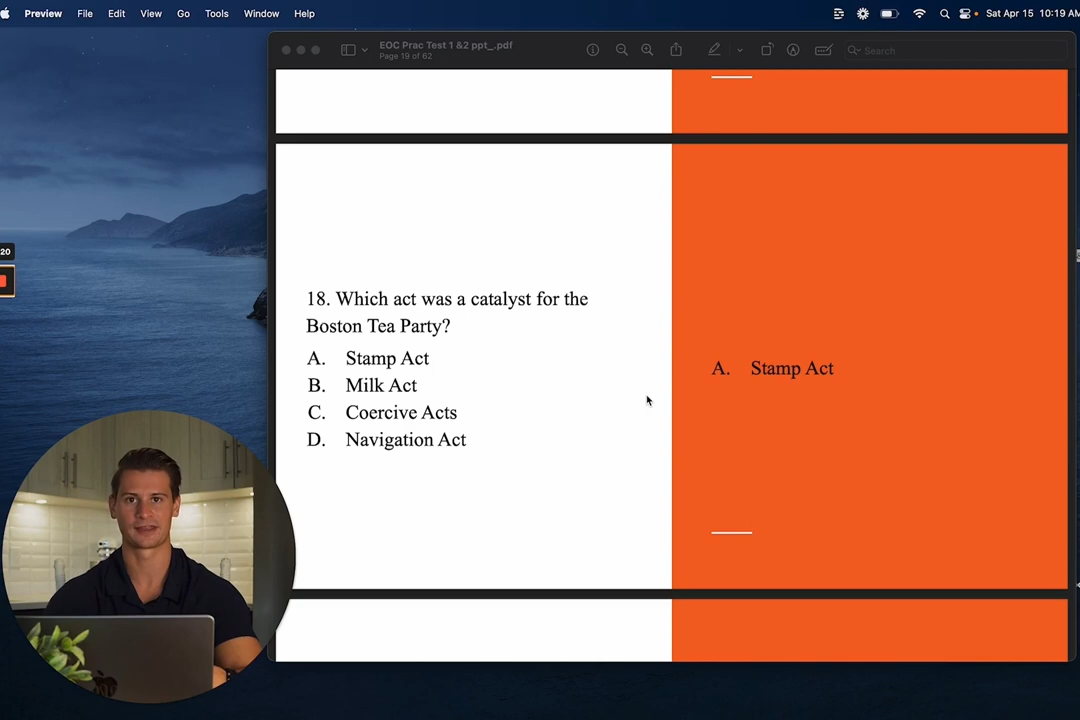 Preview File Edit View Go Tools Window Help
Sat Apr 15 10:19 AM
EOC Prac Test 1 &2 ppt_.pdf
Page 19 of 62
Search
20
18. Which act was a catalyst for the
Boston Tea Party?
A. Stamp Act
B. Milk Act
C. Coercive Acts
D. Navigation Act
A. Stamp Act